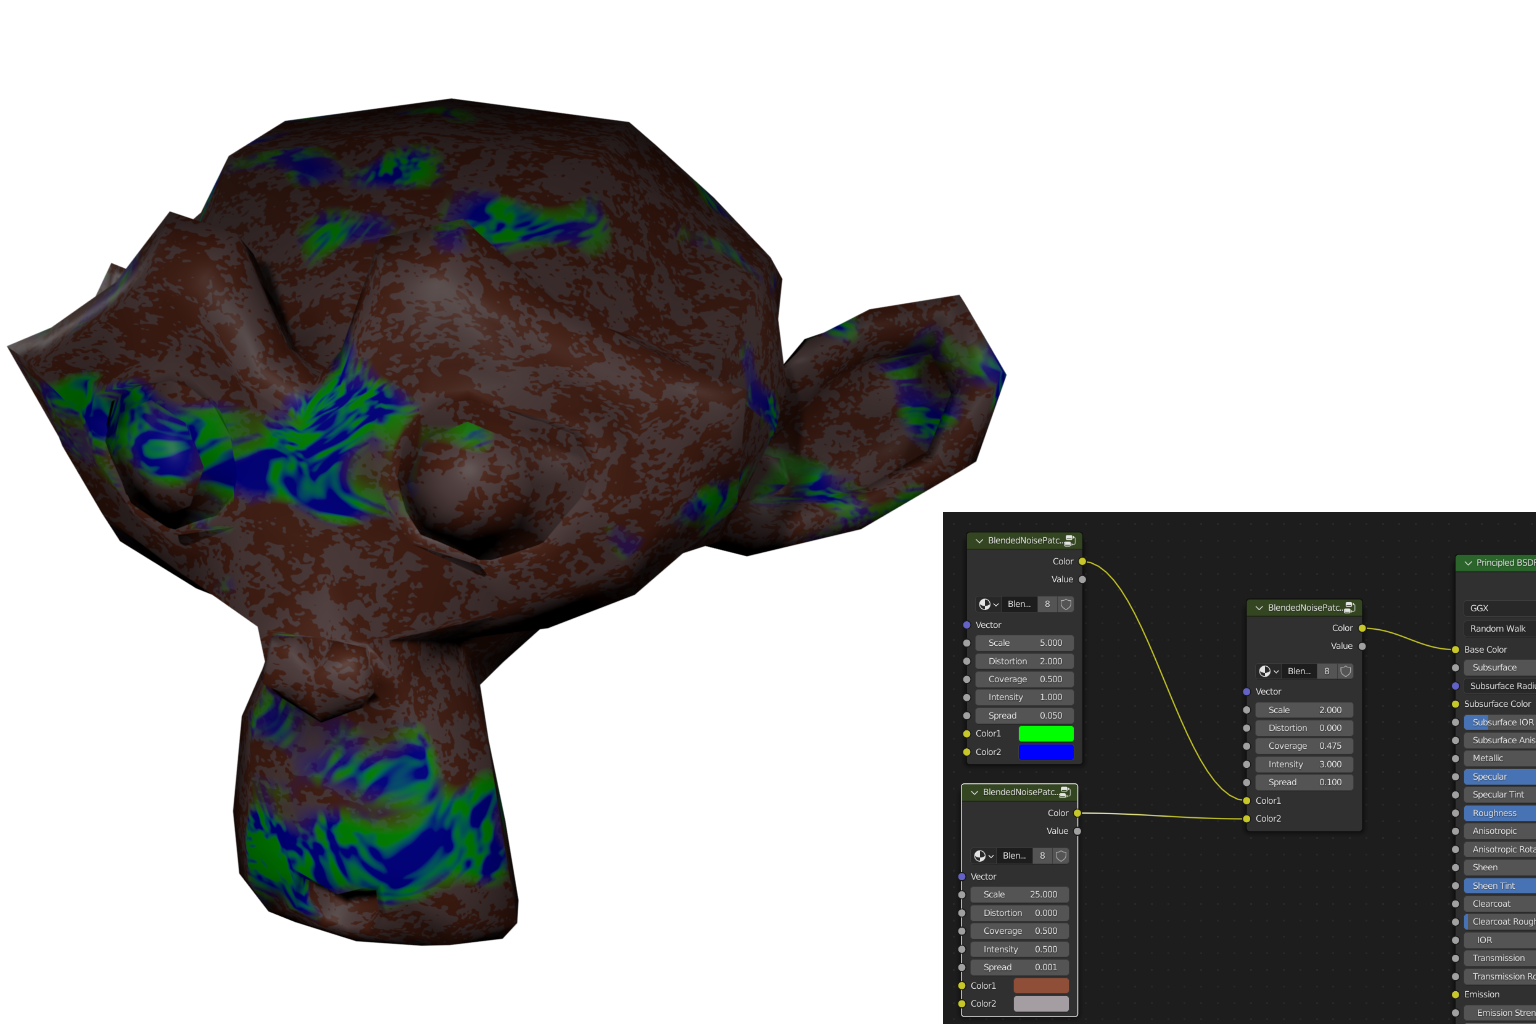 BlendedNoisePatc..
Color
Value
Blen... 8
Vector
Scale 5.000
Distortion 2.000
Coverage 0.500
Intensity 1.000
Spread 0.050
Color1
Color2
BlendedNoisePatc..
Color
Value
Blen... 8
Vector
Scale 25.000
Distortion 0.000
Coverage 0.500
Intensity 0.500
Spread 0.001
Color1
Color2
BlendedNoisePatc..
Color
Value
Blen... 8
Vector
Scale 2.000
Distortion 0.000
Coverage 0.475
Intensity 3.000
Spread 0.100
Color1
Color2
Principled BSDF
GGX
Random Walk
Base Color
Subsurface
Subsurface Radiu
Subsurface Color
Subsurface IOR
Subsurface Anis
Metallic
Specular
Specular Tint
Roughness
Anisotropic
Anisotropic Rota
Sheen
Sheen Tint
Clearcoat
Clearcoat Rough
IOR
Transmission
Transmission Ro
Emission
Emission Stren